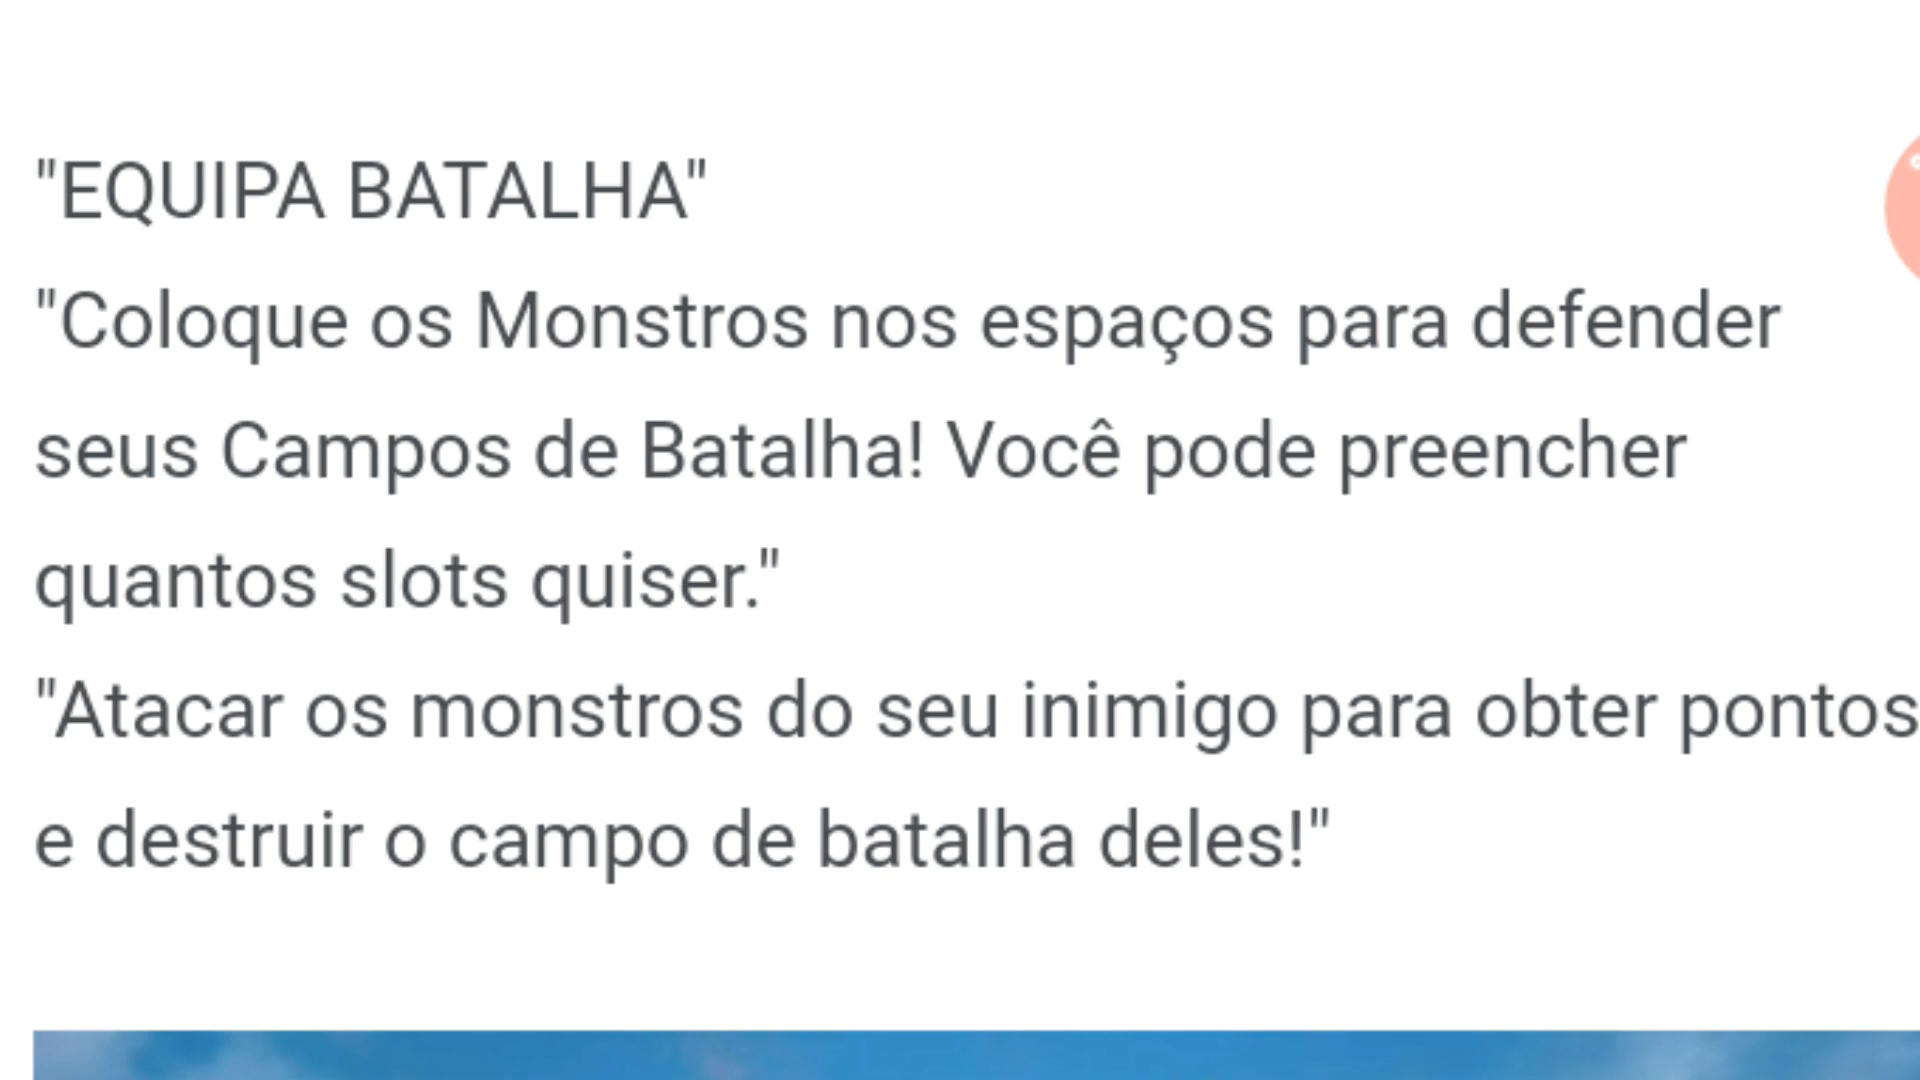 "EQUIPA BATALHA"
"Coloque os Monstros nos espaços para defender
seus Campos de Batalha! Você pode preencher
quantos slots quiser."
"Atacar os monstros do seu inimigo para obter pontos
e destruir o campo de batalha deles!"